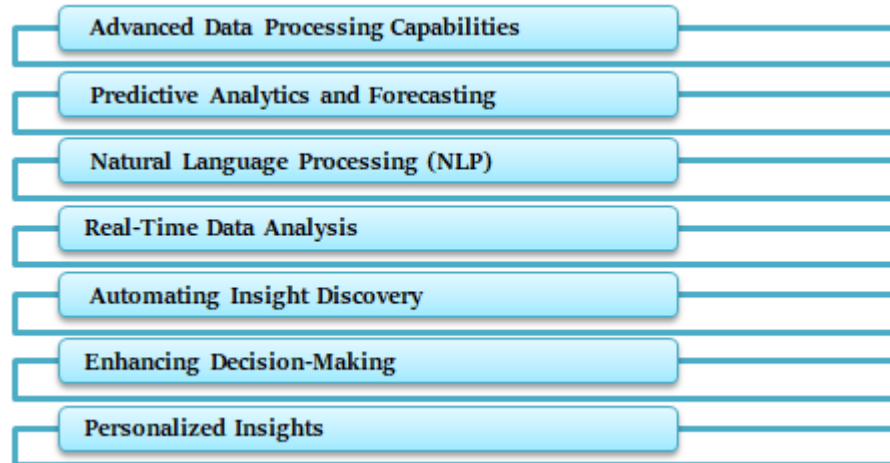 Advanced Data Processing Capabilities
Predictive Analytics and Forecasting
Natural Language Processing (NLP)
Real-Time Data Analysis
Automating Insight Discovery
Enhancing Decision-Making
Personalized Insights